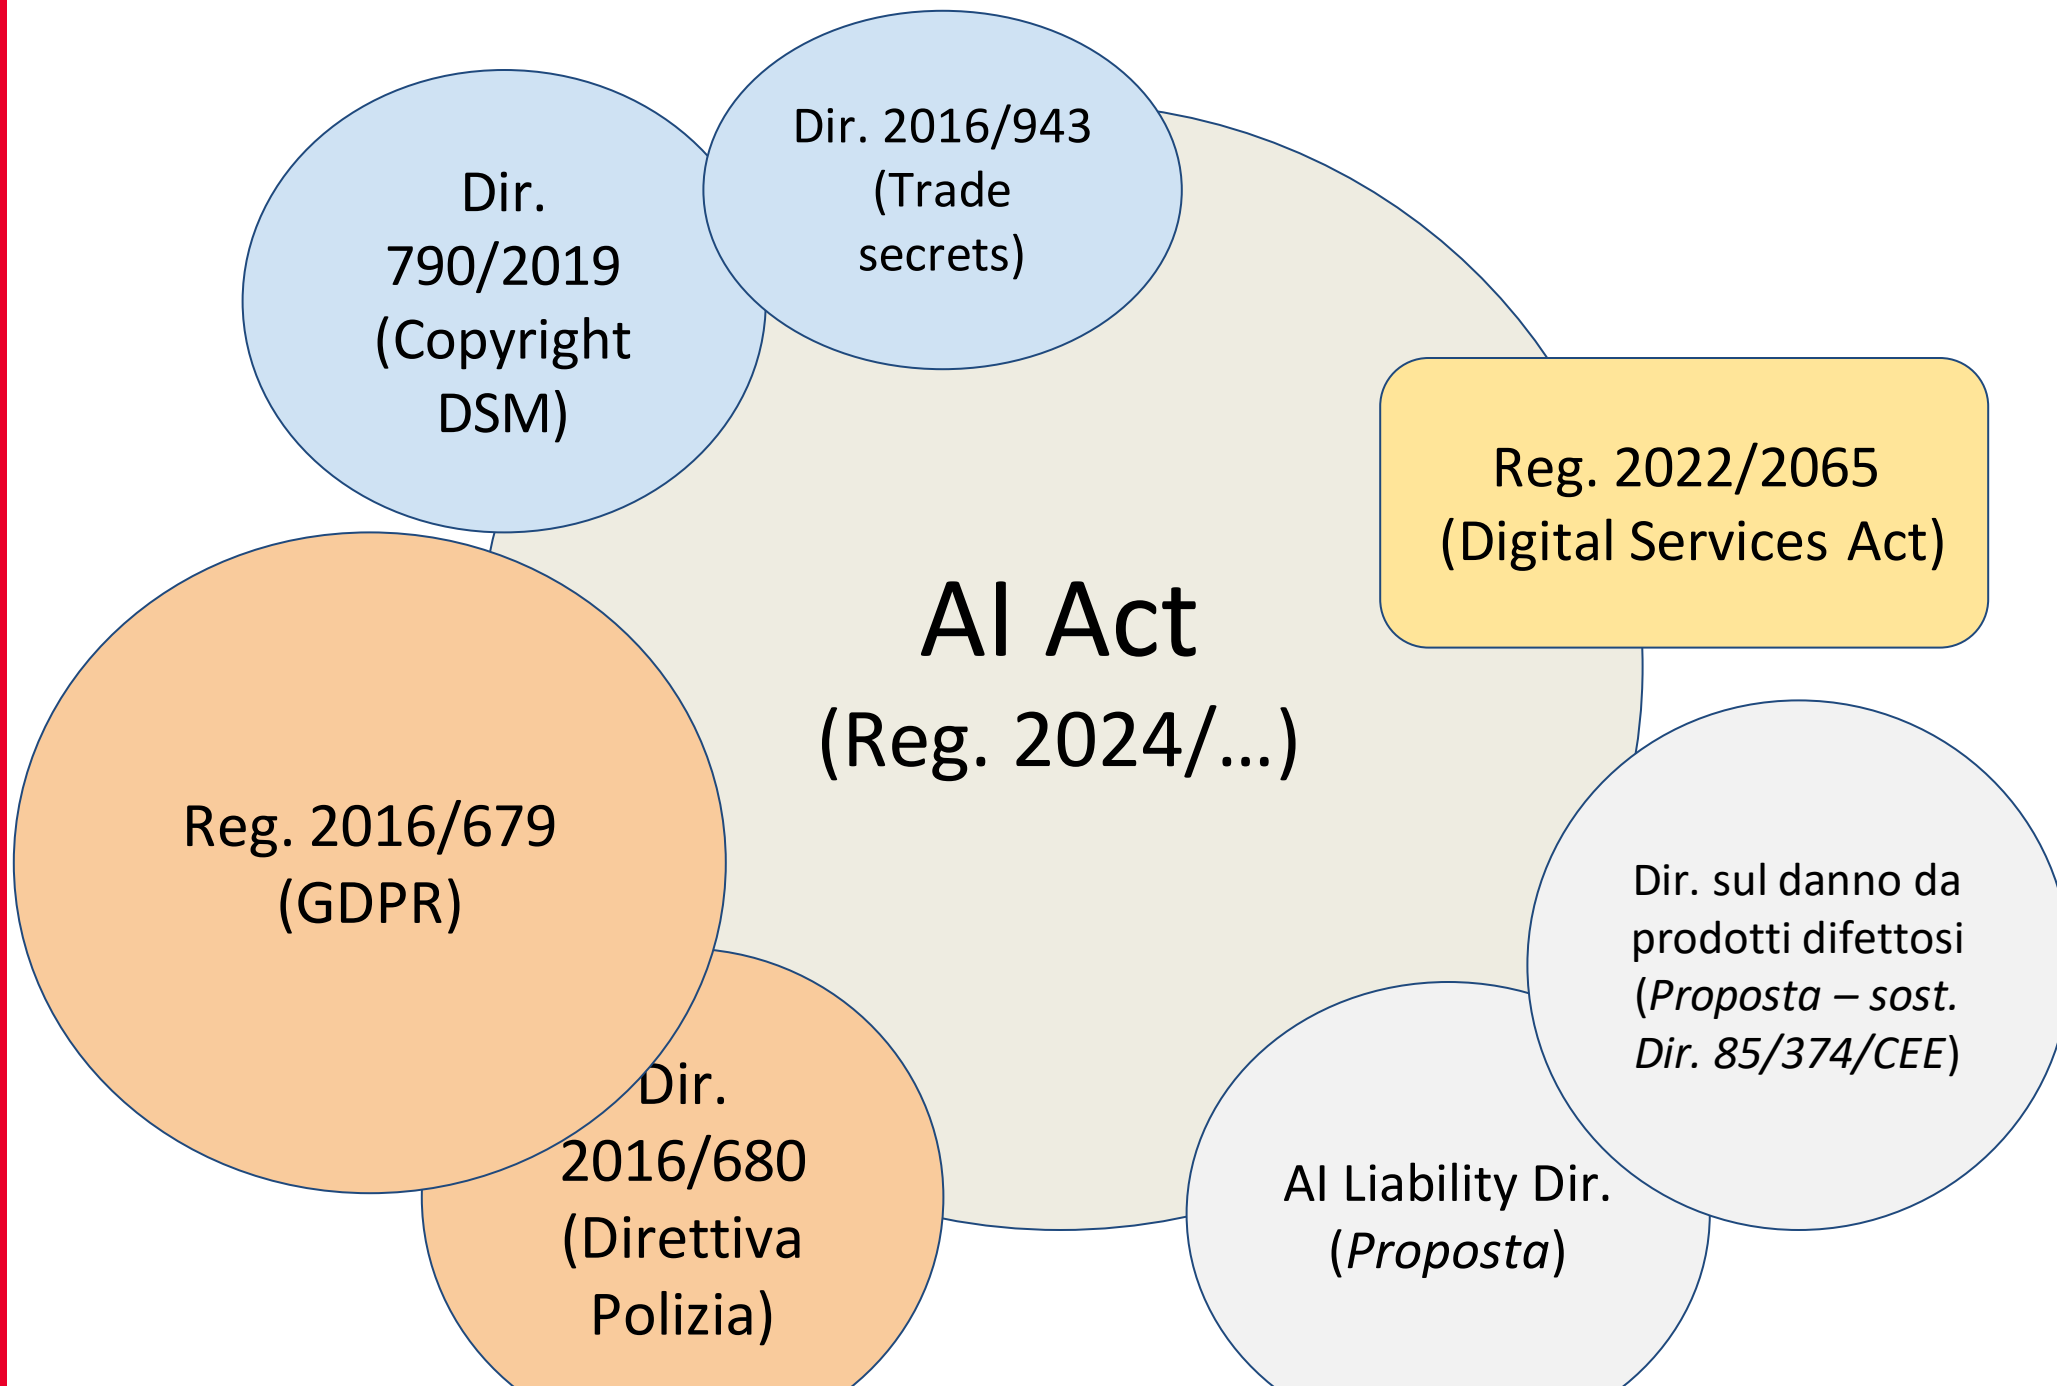 Dir. 2016/943
(Trade
secrets)
Dir.
790/2019
(Copyright
DSM)
Reg. 2022/2065
(Digital Services Act)
AI Act
(Reg. 2024/...)
Reg. 2016/679
(GDPR)
Dir. sul danno da
prodotti difettosi
(Proposta – sost.
Dir. 85/374/CEE)
Dir.
2016/680
(Direttiva
Polizia)
AI Liability Dir.
(Proposta)